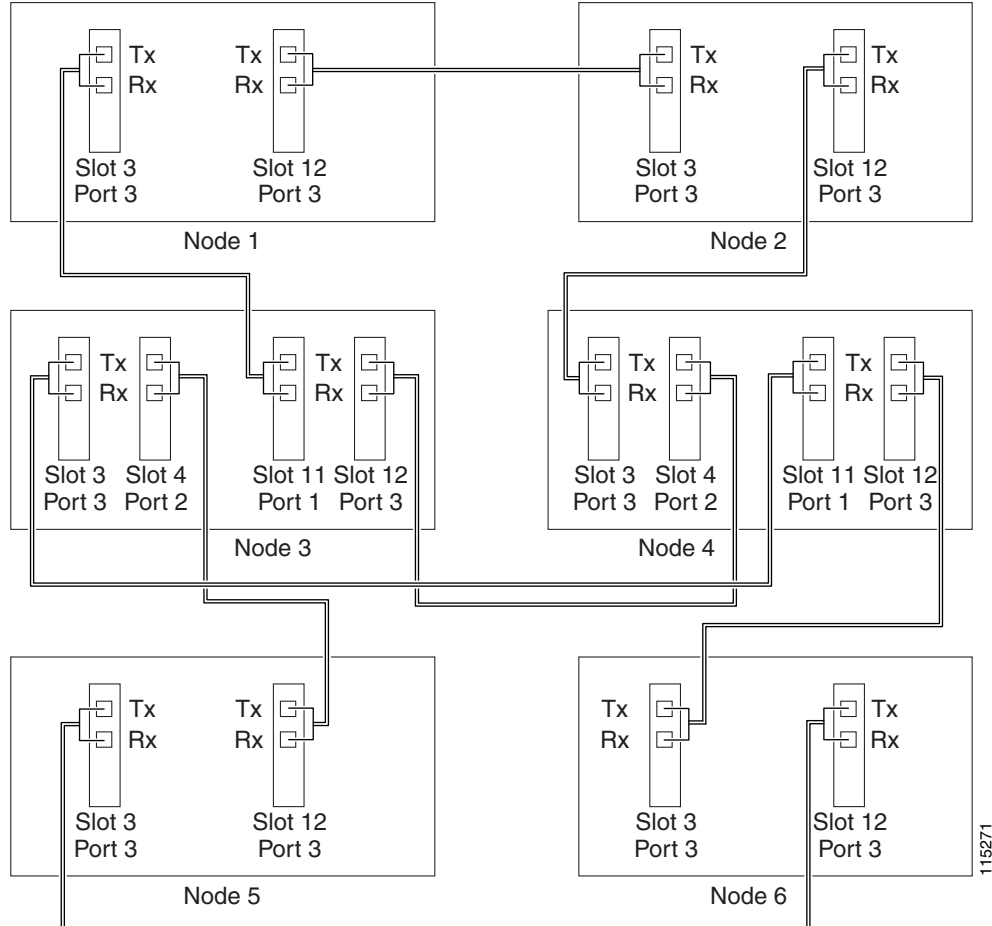 Tx
Rx
Slot 3
Port 3
Tx
Rx
Slot 12
Port 3
Node 1
Tx
Rx
Slot 3
Port 3
Tx
Rx
Slot 12
Port 3
Node 2
Tx
Rx
Slot 3
Port 3
Slot 4
Port 2
Tx
Rx
Slot 11
Port 1
Slot 12
Port 3
Node 3
Tx
Rx
Slot 3
Port 3
Slot 4
Port 2
Tx
Rx
Slot 11
Port 1
Slot 12
Port 3
Node 4
Tx
Rx
Slot 3
Port 3
Tx
Rx
Slot 12
Port 3
Node 5
Tx
Rx
Slot 3
Port 3
Tx
Rx
Slot 12
Port 3
Node 6
115271